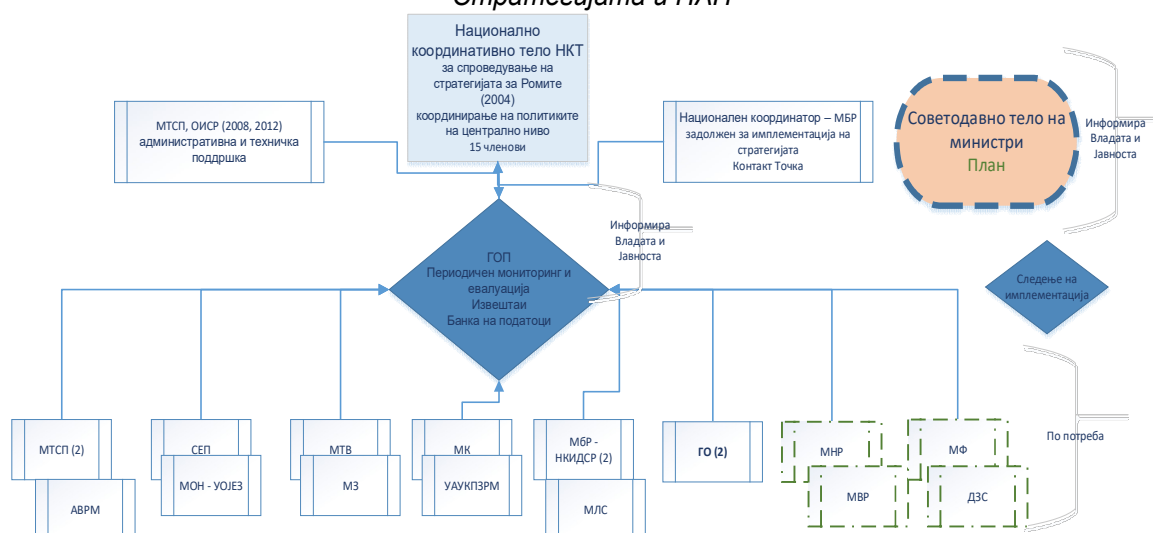 Стратегијата и НАП
Национално
координативно тело НКТ
за спроведување на
стратегијата за Ромите
(2004)
координирање на политиките
на централно ниво
15 членови
МТСП, ОИСР (2008, 2012)
административна и техничка
поддршка
Национален координатор – МБР
задолжен за имплементација на
стратегијата
Контакт Точка
Советодавно тело на
министри
План
Информира
Владата и
Јавноста
Информира
Владата и
Јавноста
ГОП
Периодичен мониторинг и
евалуација
Извештаи
Банка на податоци
Следење на
имплементација
МТСП (2)
АВРМ
СЕП
МОН - УОЈЕЗ
МТВ
МЗ
МК
УАУКПЗРМ
МбР -
НКИДСР (2)
МЛС
ГО (2)
МНР
МВР
МФ
ДЗС
По потреба